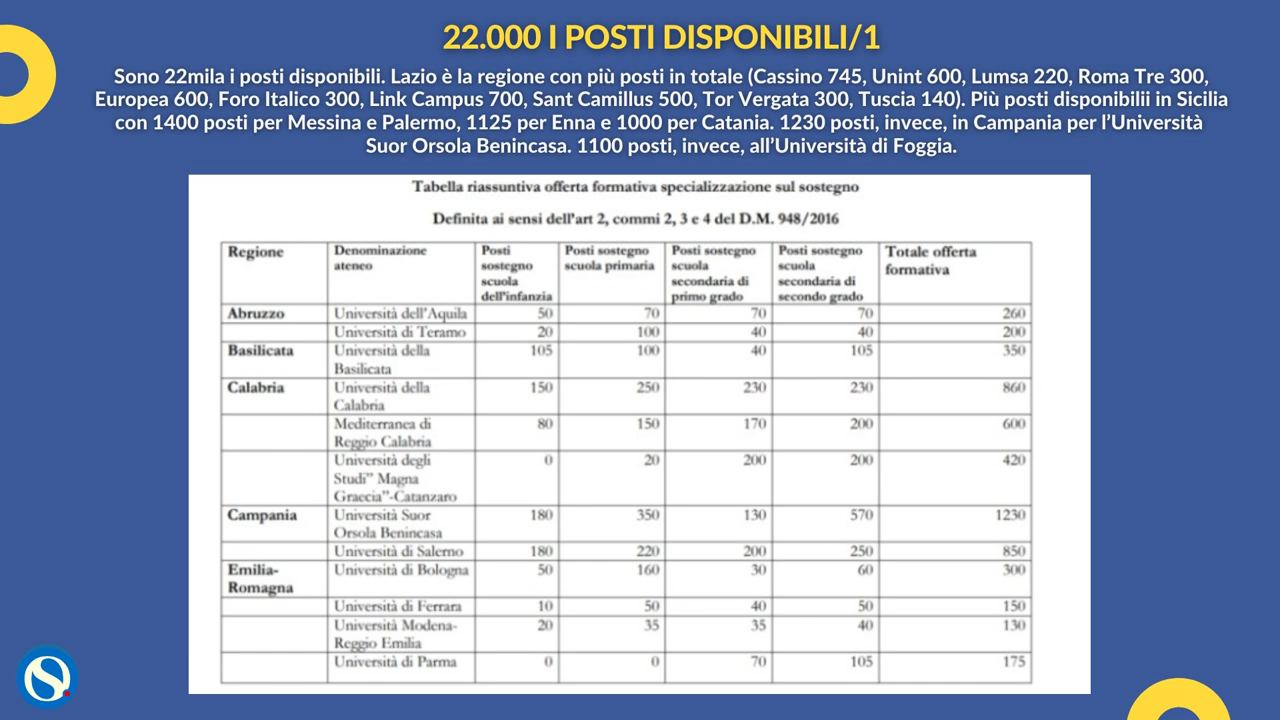 22.000 I POSTI DISPONIBILI/1
Sono 22mila i posti disponibili. Lazio è la regione con più posti in totale (Cassino 745, Unint 600, Lumsa 220, Roma Tre 300,
Europea 600, Foro Italico 300, Link Campus 700, Sant Camillus 500, Tor Vergata 300, Tuscia 140). Più posti disponibilii in Sicilia
con 1400 posti per Messina e Palermo, 1125 per Enna e 1000 per Catania. 1230 posti, invece, in Campania per l'Università
Suor Orsola Benincasa. 1100 posti, invece, all'Università di Foggia.
Tabella riassuntiva offerta formativa specializzazione sul sostegno
Definita ai sensi dell'art 2, commi 2, 3 e 4 del D.M. 948/2016
Regione Denominazione ateneo Posti sostegno scuola dell'infanzia Posti sostegno scuola primaria Posti sostegno scuola secondaria di primo grado Posti sostegno scuola secondaria di secondo grado Totale offerta formativa
Abruzzo Università dell'Aquila 50 70 70 70 260
Università di Teramo 20 100 40 40 200
Basilicata Università della Basilicata 105 100 40 105 350
Calabria Università della Calabria 150 250 230 230 860
Mediterranea di Reggio Calabria 80 150 170 200 600
Università degli Studi" Magna Graecia"-Catanzaro 0 20 200 200 420
Campania Università Suor Orsola Benincasa 180 350 130 570 1230
Università di Salerno 180 220 200 250 850
Emilia-Romagna Università di Bologna 50 160 30 60 300
Università di Ferrara 10 50 40 50 150
Università Modena-Reggio Emilia 20 35 35 40 130
Università di Parma 0 0 70 105 175
S